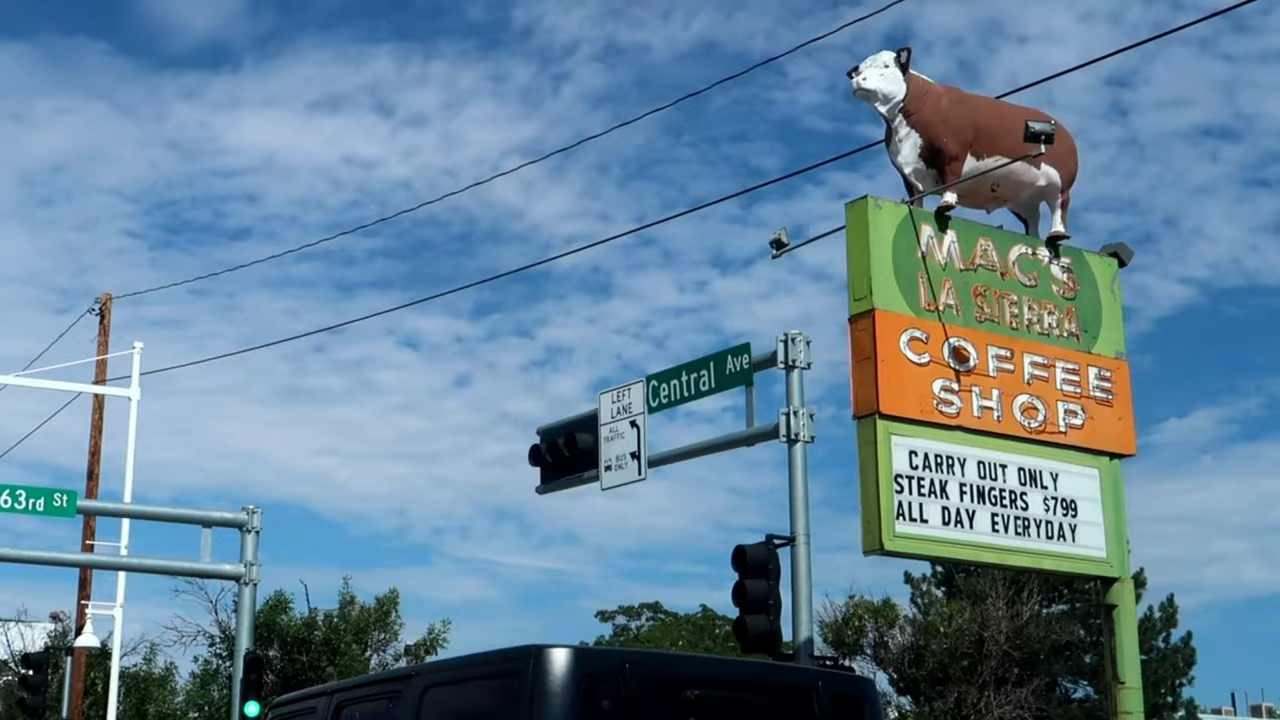 63rd St
LEFT
LANE
ALL
TRAFFIC
BUS
ONLY
Central Ave
MAC'S
LA SIERRA
COFFEE
SHOP
CARRY OUT ONLY
STEAK FINGERS $799
ALL DAY EVERYDAY